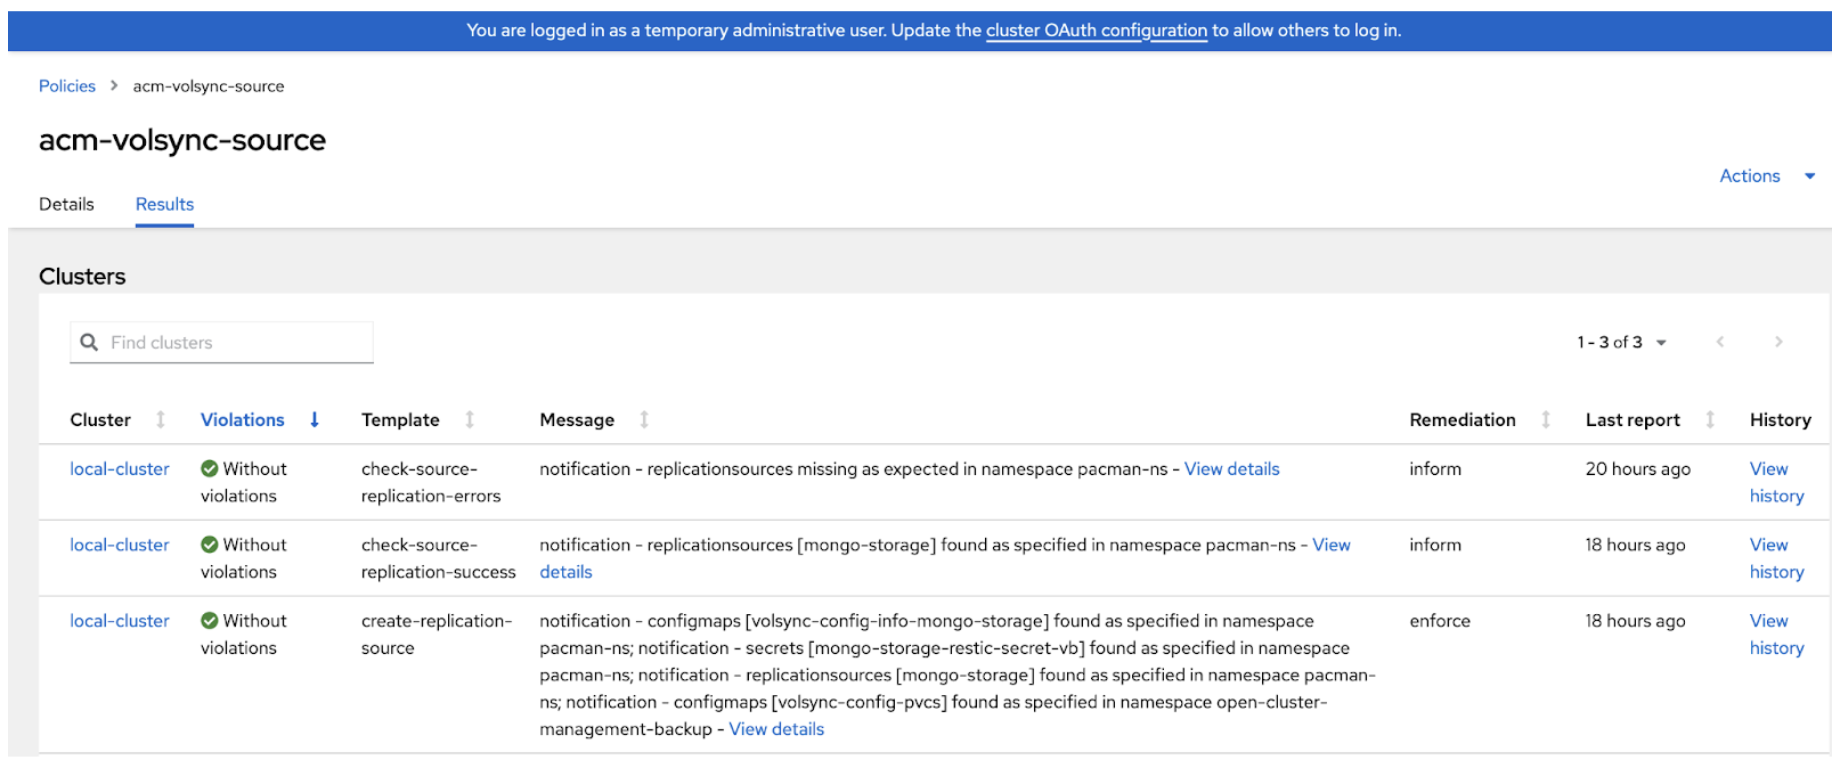 You are logged in as a temporary administrative user. Update the cluster OAuth configuration to allow others to log in.
Policies > acm-volsync-source
acm-volsync-source
Actions
Details Results
Clusters
Find clusters
1 - 3 of 3
Cluster Violations Template Message Remediation Last report History
local-cluster Without check-source- notification - replicationsources missing as expected in namespace pacman-ns - View details inform 20 hours ago View
violations replication-errors history
local-cluster Without check-source- notification - replicationsources [mongo-storage] found as specified in namespace pacman-ns - View inform 18 hours ago View
violations replication-success details history
local-cluster Without create-replication- notification - configmaps [volsync-config-info-mongo-storage] found as specified in namespace enforce 18 hours ago View
violations source pacman-ns; notification - secrets [mongo-storage-restic-secret-vb] found as specified in namespace history
pacman-ns; notification - replicationsources [mongo-storage] found as specified in namespace pacman-
ns; notification - configmaps [volsync-config-pvcs] found as specified in namespace open-cluster-
management-backup - View details